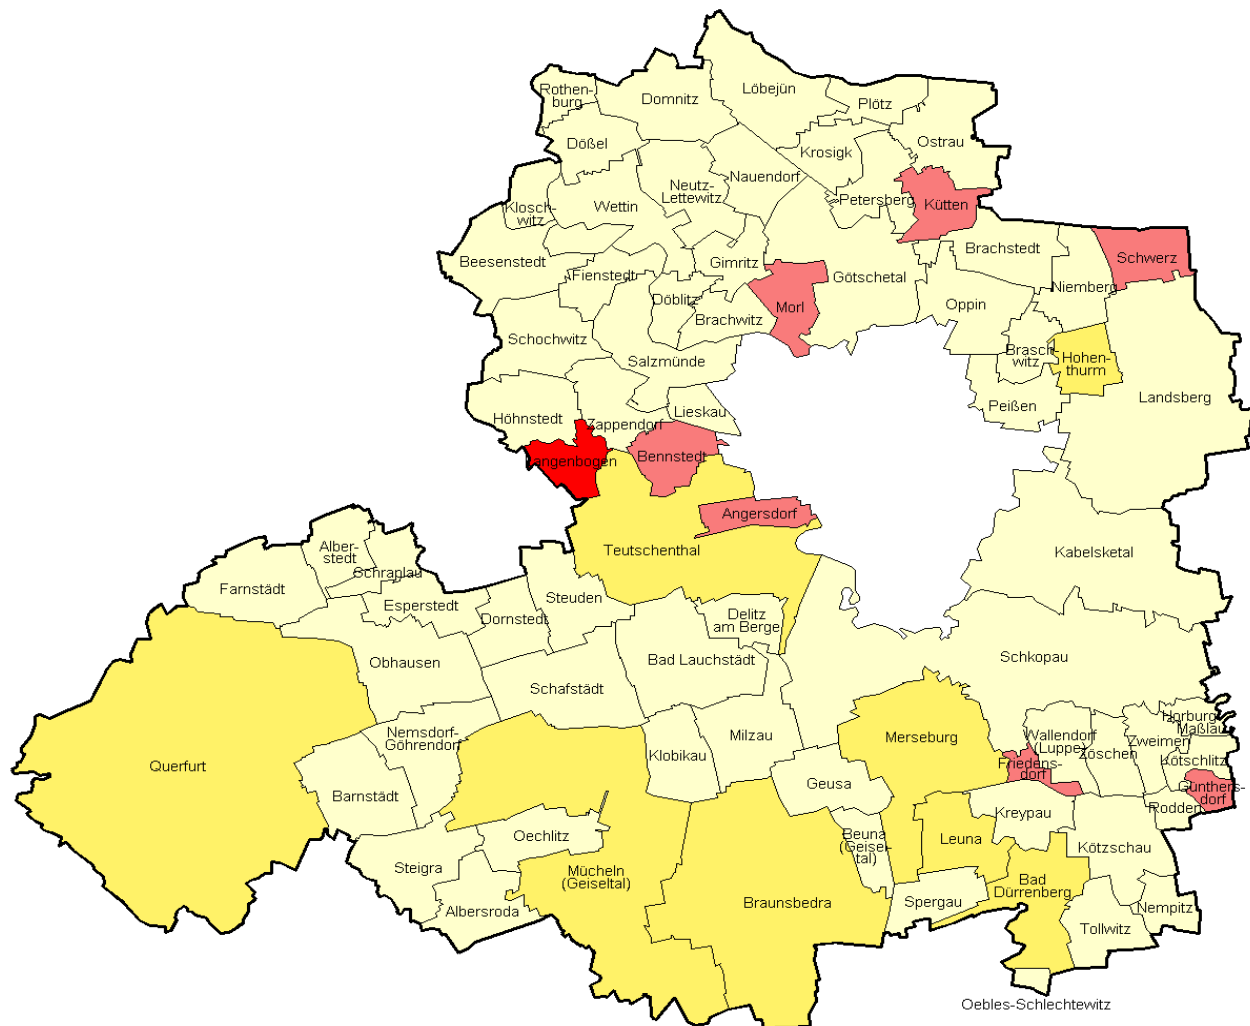 Rothen-
burg
Domnitz
Löbejün
Plötz
Dößel
Krosigk
Ostrau
Nauendorf
Neutz-
Lettewitz
Petersberg
Kütten
Klosch-
witz
Wettin
Brachstedt
Schwerz
Beesenstedt
Fienstedt
Gimritz
Götschetal
Niemberg
Döblitz
Brachwitz
Morl
Oppin
Schochwitz
Salzmünde
Brasch-
witz
Hohen-
thurm
Landsberg
Höhnstedt
Zappendorf
Lieskau
Peißen
Langenbogen
Bennstedt
Angersdorf
Teutschenthal
Kabelsketal
Alber-
stedt
Schraplau
Farnstädt
Esperstedt
Dornstedt
Steuden
Delitz
am Berge
Obhausen
Bad Lauchstädt
Schkopau
Schafstädt
Nemsdorf-
Göhrendorf
Klobikau
Milzau
Merseburg
Wallendorf
(Luppe)
Zöschen
Zweimen
Horburg-
Maßlau
Kötschlitz
Querfurt
Friedens-
dorf
Günthers-
dorf
Barnstädt
Geusa
Kreypau
Rodden
Oechlitz
Beuna
(Geisel-
tal)
Leuna
Kötzschau
Steigra
Mücheln
(Geiseltal)
Bad
Dürrenberg
Albersroda
Braunsbedra
Spergau
Nempitz
Tollwitz
Oebles-Schlechtewitz